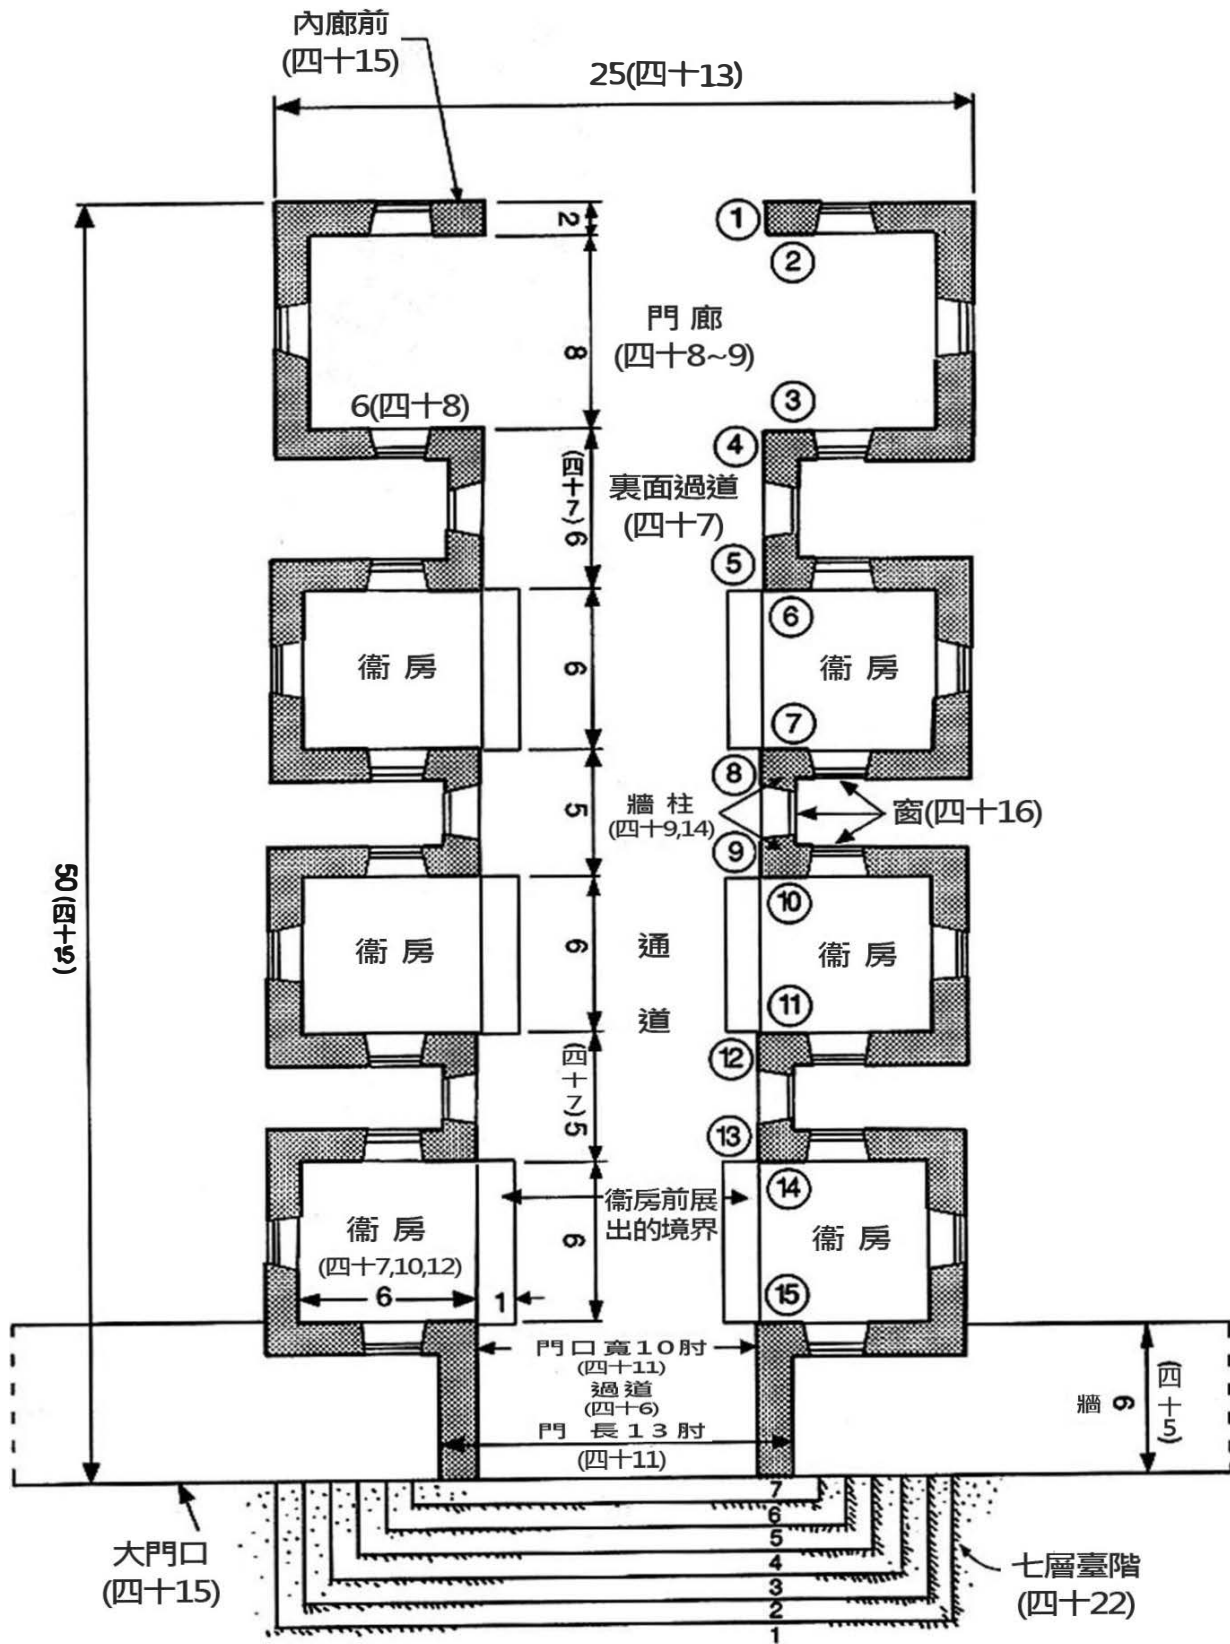 內廊前
(四十15)
25(四十13)
2
①
②
8
門廊
(四十8~9)
③
6(四十8)
④
(四十7)6
裏面過道
(四十7)
⑤
⑥
衞房
6
衞房
⑦
⑧
5
牆柱
(四十9,14)
窗(四十16)
⑨
50(四十15)
⑩
衞房
6
通
道
衞房
⑪
(四十7)5
⑫
⑬
⑭
衞房前展
出的境界
衞房
(四十7,10,12)
6
1
6
衞房
⑮
門口寬10肘
(四十11)
過道
(四十6)
門 長13肘
(四十11)
牆
6
(四十5)
大門口
(四十15)
7
6
5
4
3
2
1
七層臺階
(四十22)